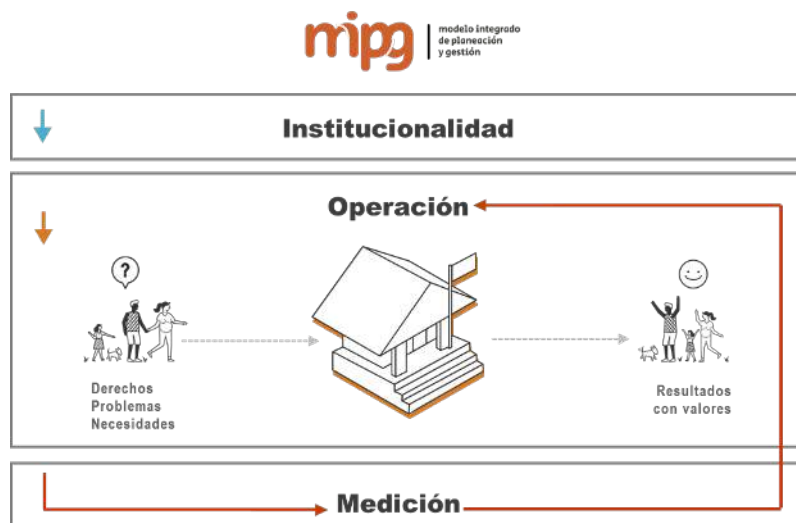 mipg
modelo integrado
de planeación
y gestión
Institucionalidad
Operación
?
Derechos
Problemas
Necesidades
Resultados
con valores
Medición